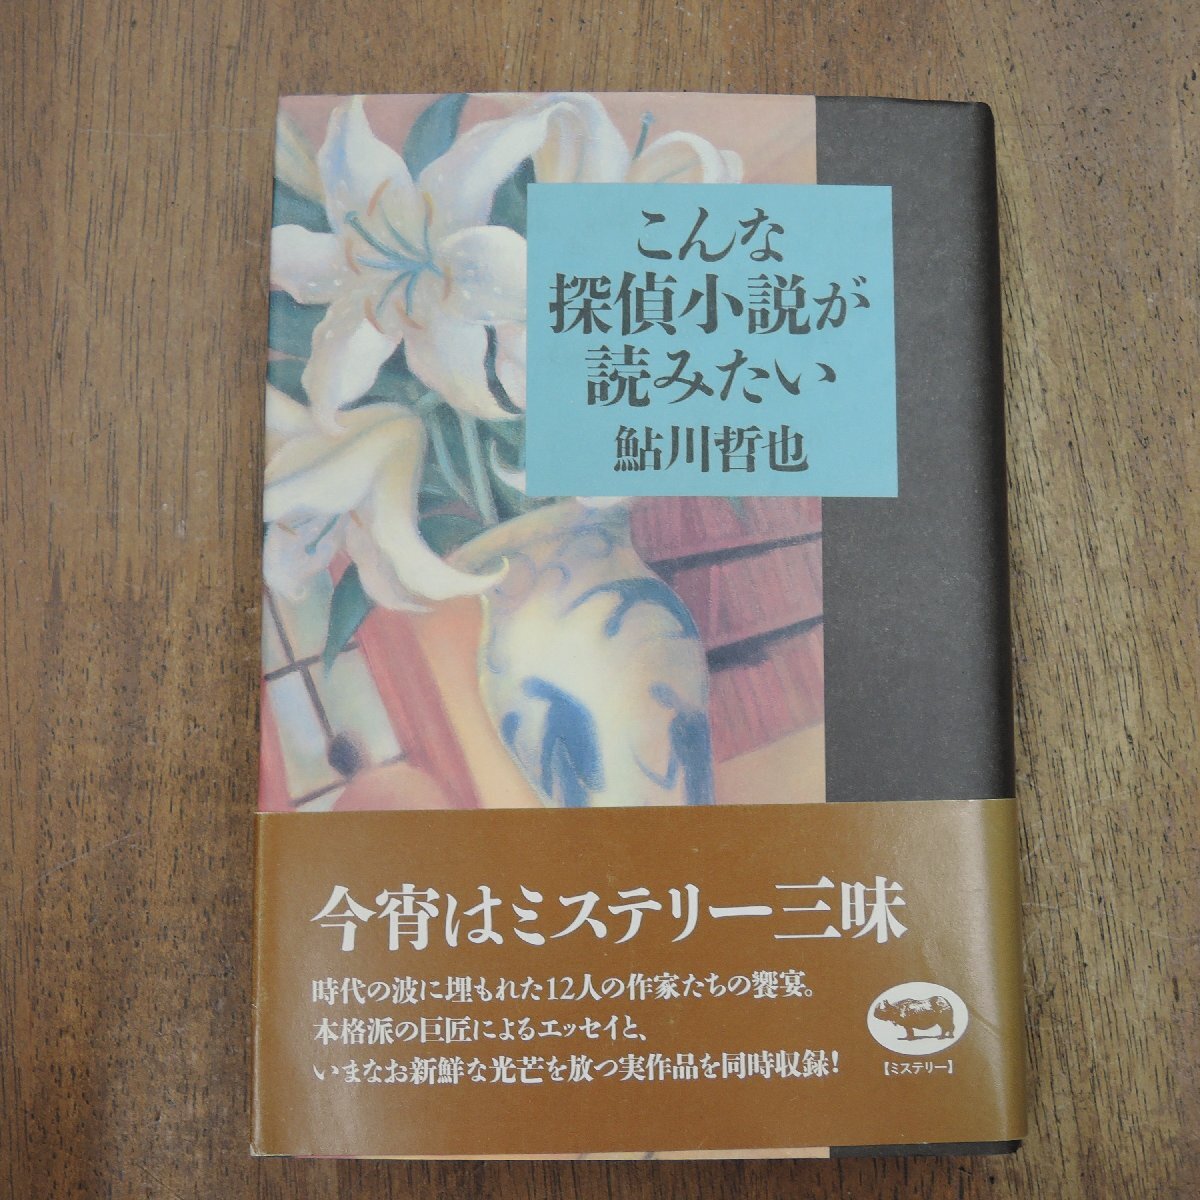 こんな
探偵小説が
読みたい
鮎川哲也
今宵はミステリー三昧
時代の波に埋もれた12人の作家たちの饗宴。
本格派の巨匠によるエッセイと、
いまなお新鮮な光芒を放つ実作品を同時収録!
【ミステリー】